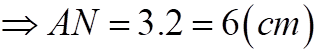 ⇒ AN = 3.2 = 6(cm)